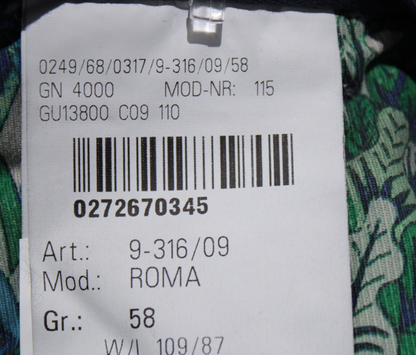 0249/68/0317/9-316/09/58
GN 4000 MOD-NR: 115
GU13800 C09 110
0272670345
Art.: 9-316/09
Mod.: ROMA
Gr.: 58
W/L 109/87